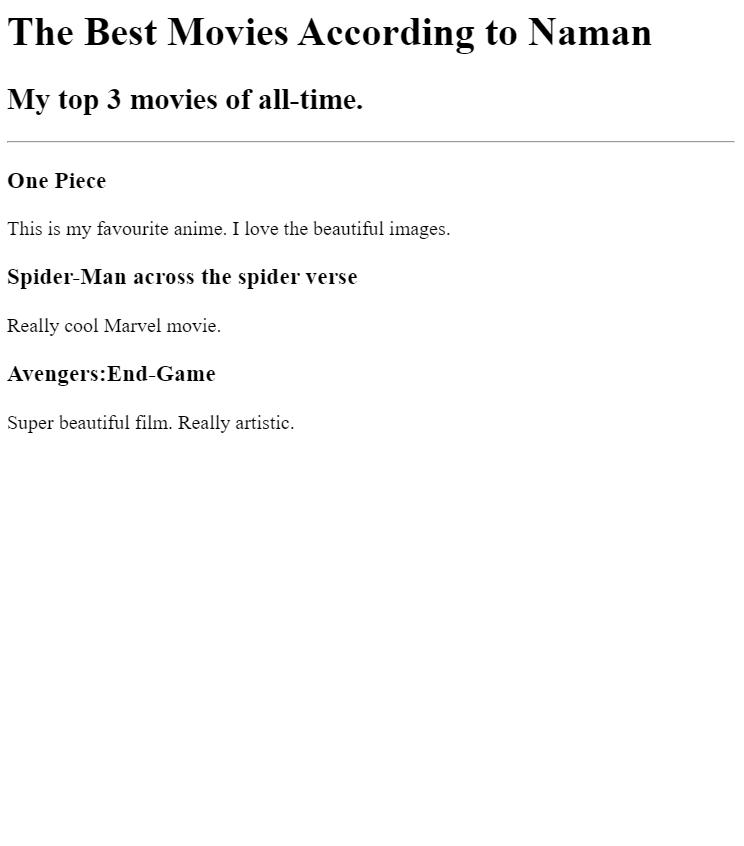 The Best Movies According to Naman
My top 3 movies of all-time.
One Piece
This is my favourite anime. I love the beautiful images.
Spider-Man across the spider verse
Really cool Marvel movie.
Avengers:End-Game
Super beautiful film. Really artistic.